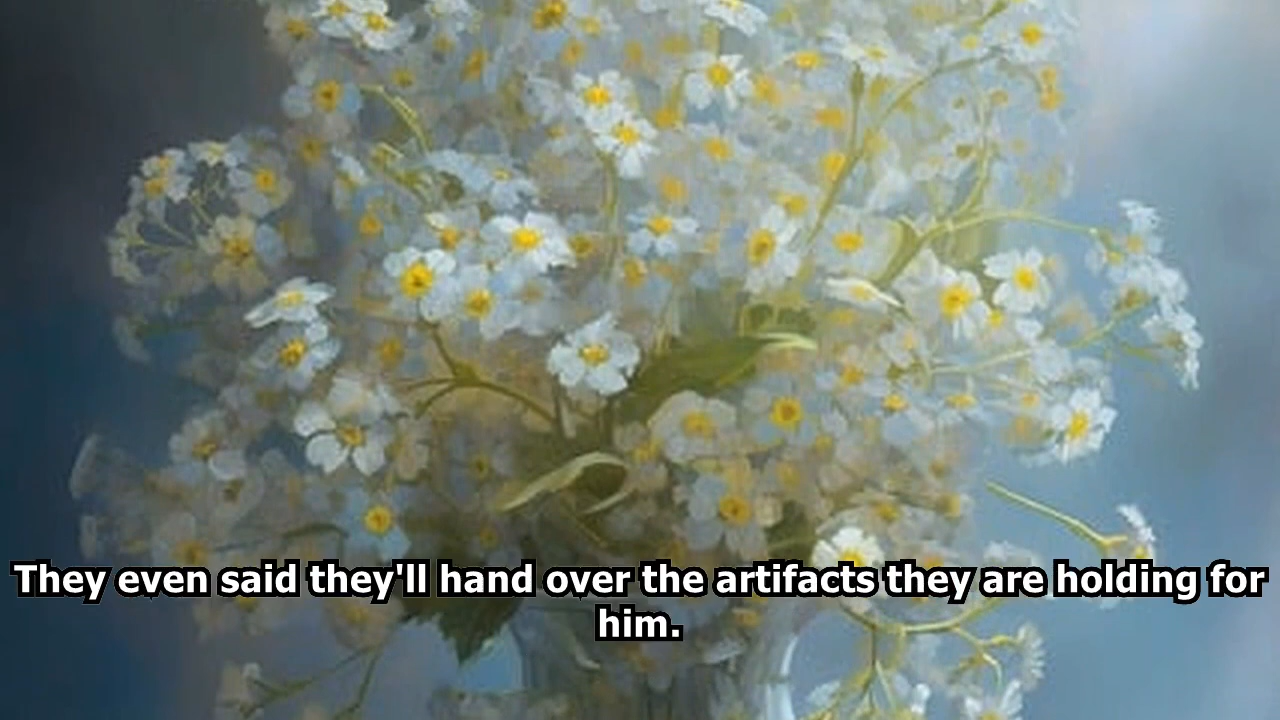 They even said they'll hand over the artifacts they are holding for
him.